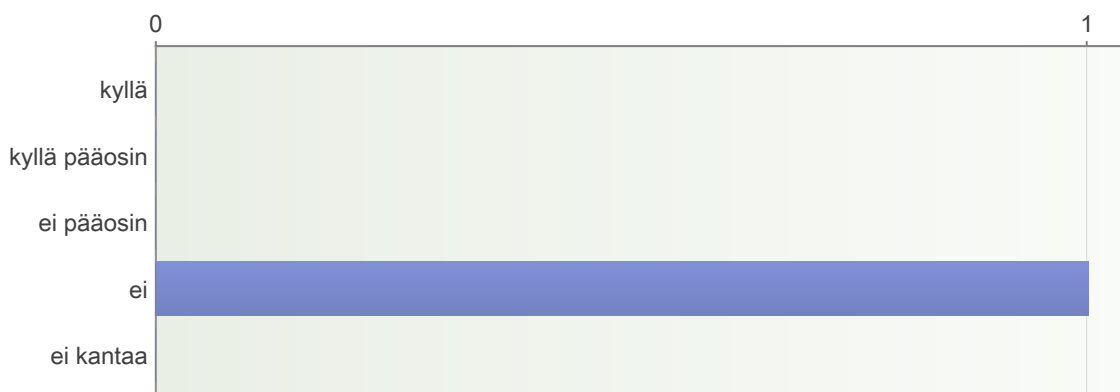 0 1
kyllä
kyllä pääosin
ei pääosin
ei
ei kantaa